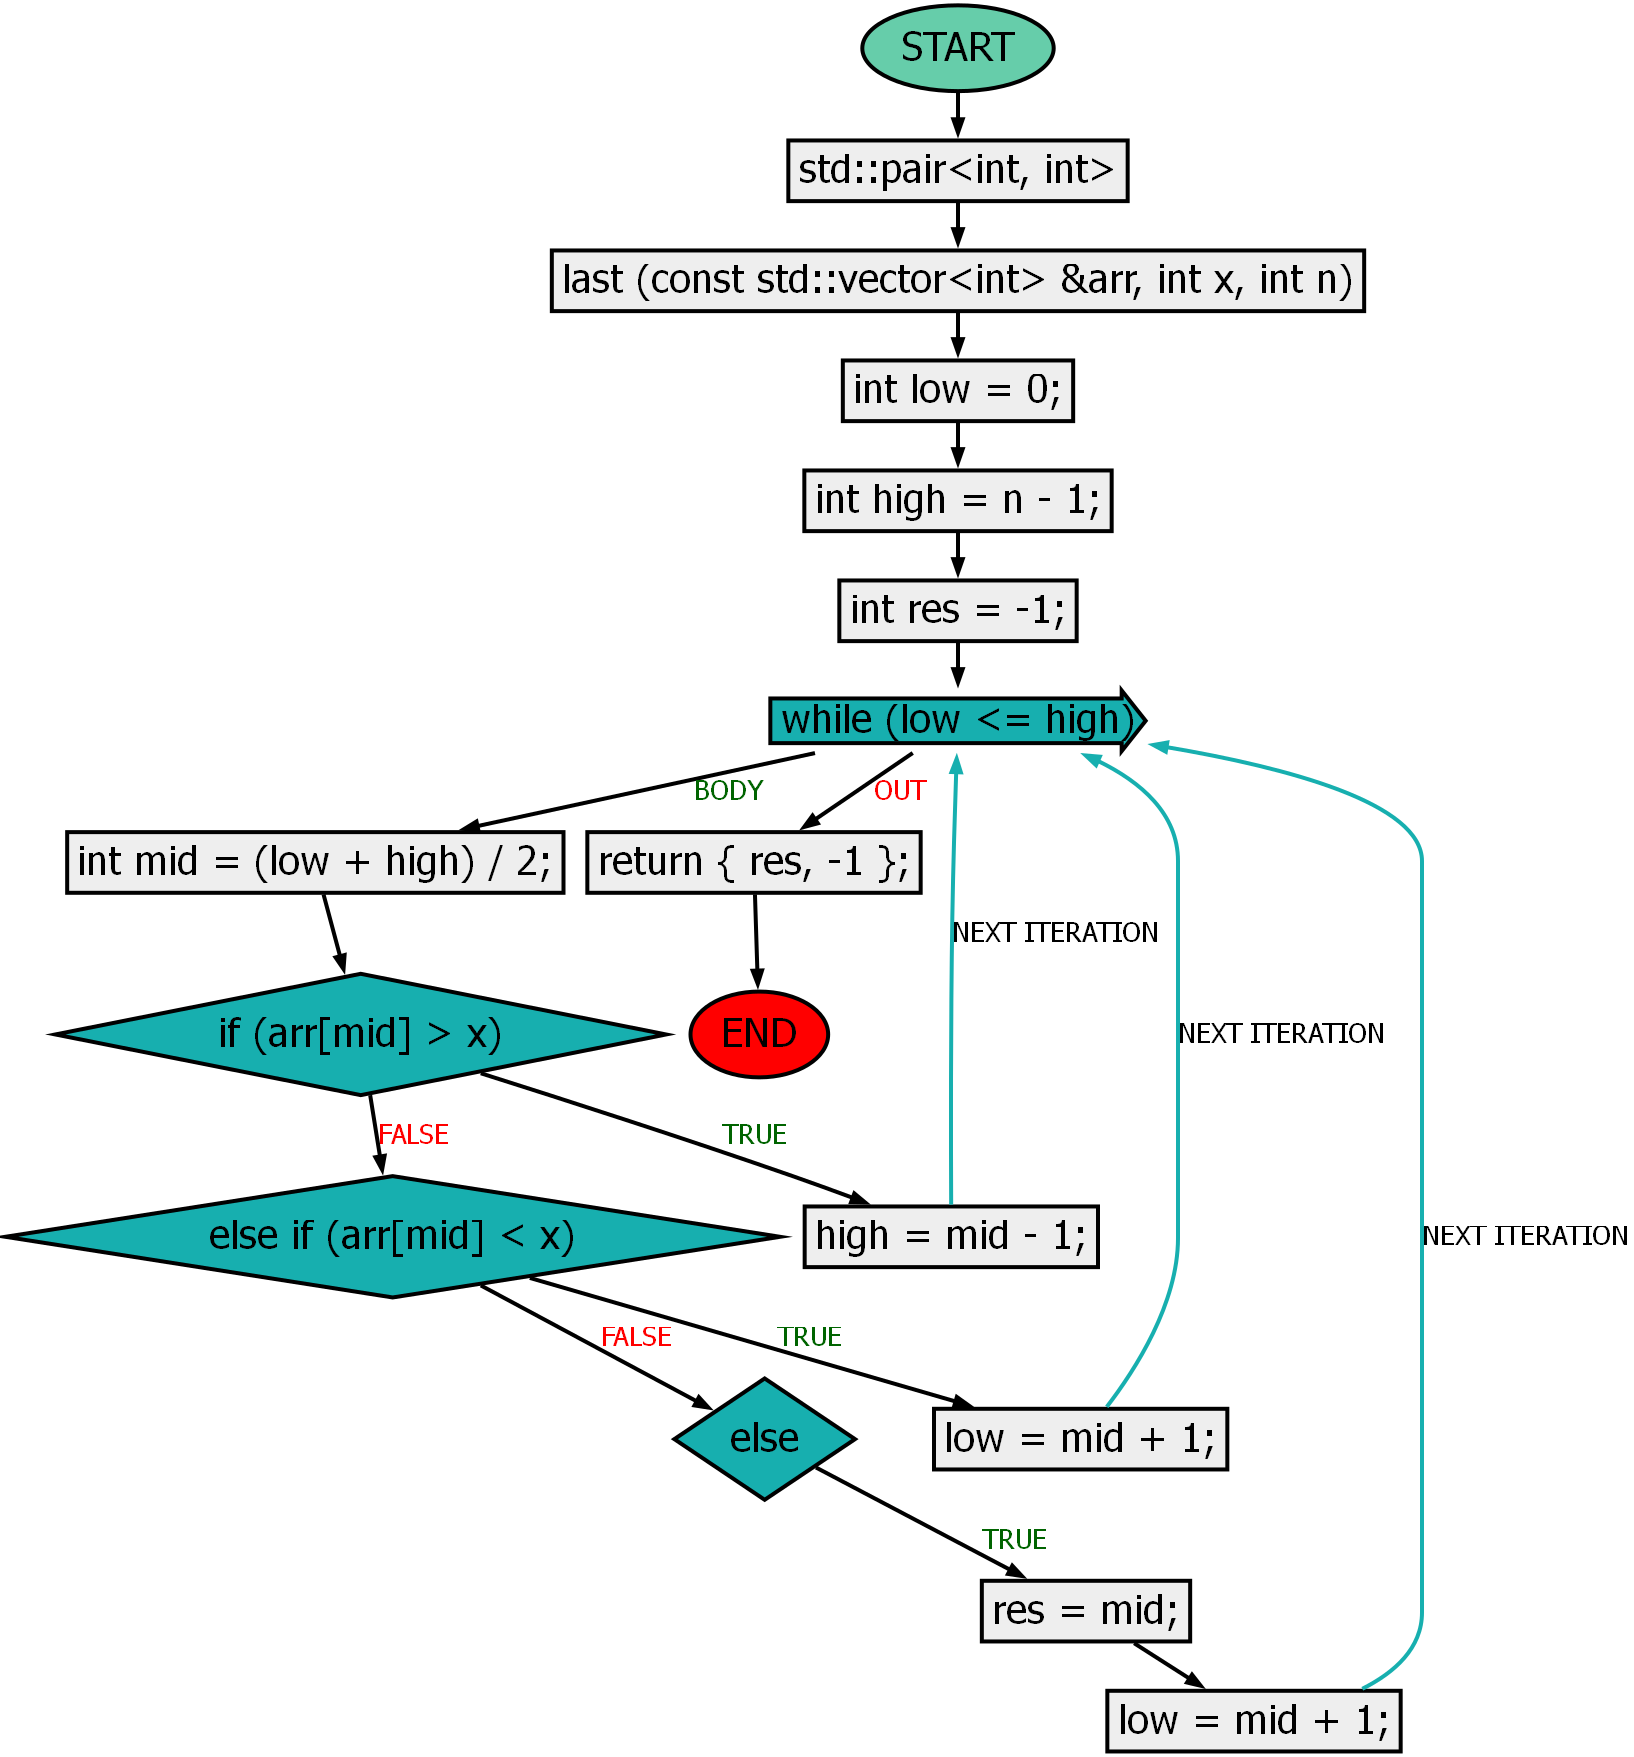 START
std::pair<int, int>
last (const std::vector<int> &arr, int x, int n)
int low = 0;
int high = n - 1;
int res = -1;
while (low <= high)
BODY
OUT
int mid = (low + high) / 2;
return { res, -1 };
NEXT ITERATION
if (arr[mid] > x)
END
NEXT ITERATION
FALSE
TRUE
else if (arr[mid] < x)
high = mid - 1;
NEXT ITERATION
FALSE
TRUE
else
low = mid + 1;
TRUE
res = mid;
low = mid + 1;